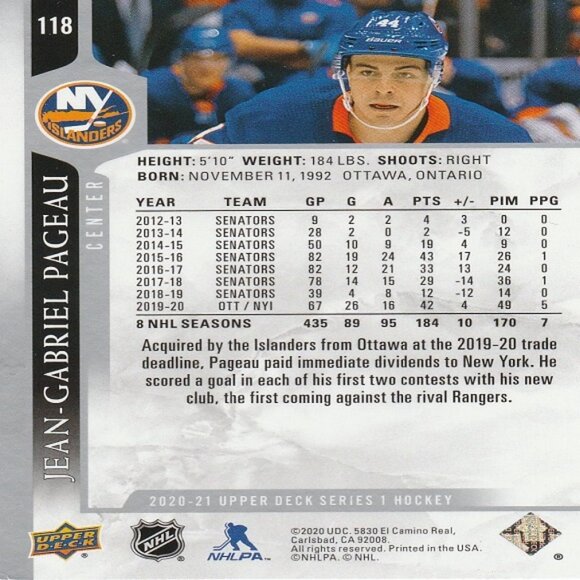 118
44
BAUER
NY
ISLANDERS
JEAN-GABRIEL PAGEAU
CENTER
HEIGHT: 5'10" WEIGHT: 184 LBS. SHOOTS: RIGHT
BORN: NOVEMBER 11, 1992 OTTAWA, ONTARIO
YEAR TEAM GP G A PTS +/- PIM PPG
2012-13 SENATORS 9 2 2 4 3 0 0
2013-14 SENATORS 28 2 0 2 -5 12 0
2014-15 SENATORS 50 10 9 19 4 9 0
2015-16 SENATORS 82 19 24 43 17 26 1
2016-17 SENATORS 82 12 21 33 13 24 0
2017-18 SENATORS 78 14 15 29 -14 36 1
2018-19 SENATORS 39 4 8 12 -12 14 0
2019-20 OTT / NYI 67 26 16 42 4 49 5
8 NHL SEASONS 435 89 95 184 10 170 7
Acquired by the Islanders from Ottawa at the 2019-20 trade
deadline, Pageau paid immediate dividends to New York. He
scored a goal in each of his first two contests with his new
club, the first coming against the rival Rangers.
2020-21 UPPER DECK SERIES 1 HOCKEY
UPPER DECK
NHL
NHLPA
©2020 UDC. 5830 El Camino Real,
Carlsbad, CA 92008.
All rights reserved. Printed in the USA.
©NHLPA. ©NHL.
®